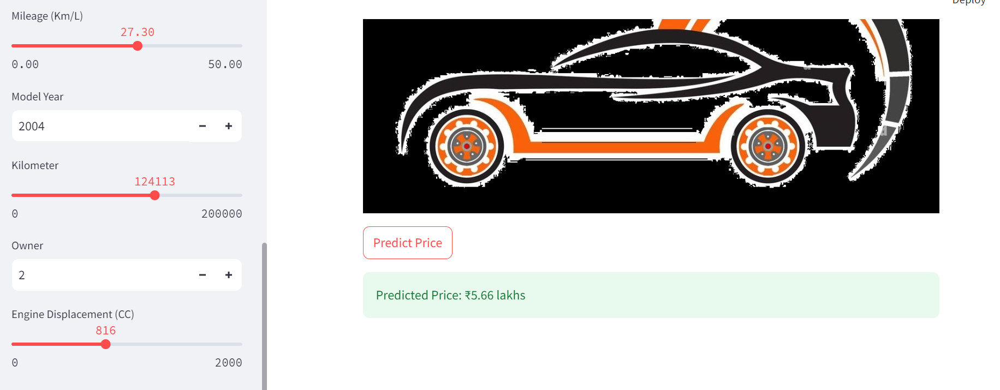 Deploy
Mileage (Km/L)
27.30
0.00 50.00
Model Year
2004
Kilometer
124113
0 200000
Owner
2
Engine Displacement (CC)
816
0 2000
Predict Price
Predicted Price: ₹5.66 lakhs